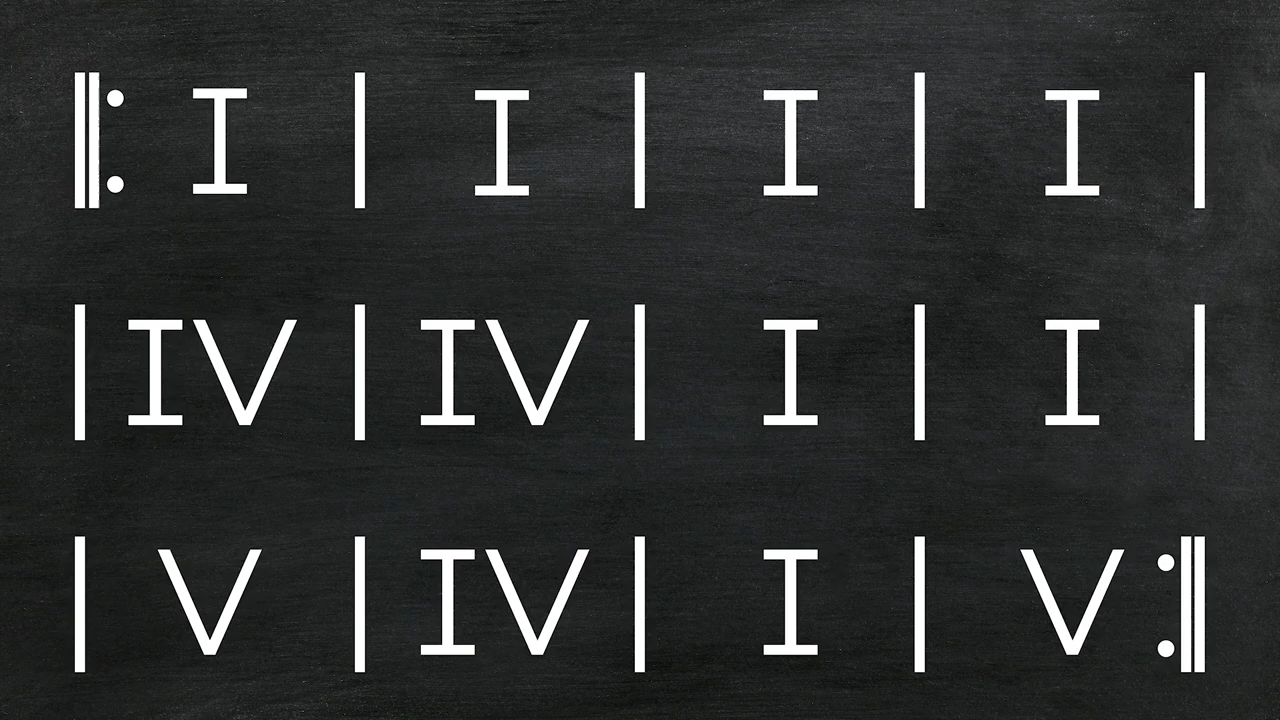 ‖: I | I | I | I |
| IV | IV | I | I |
| V | IV | I | V :‖